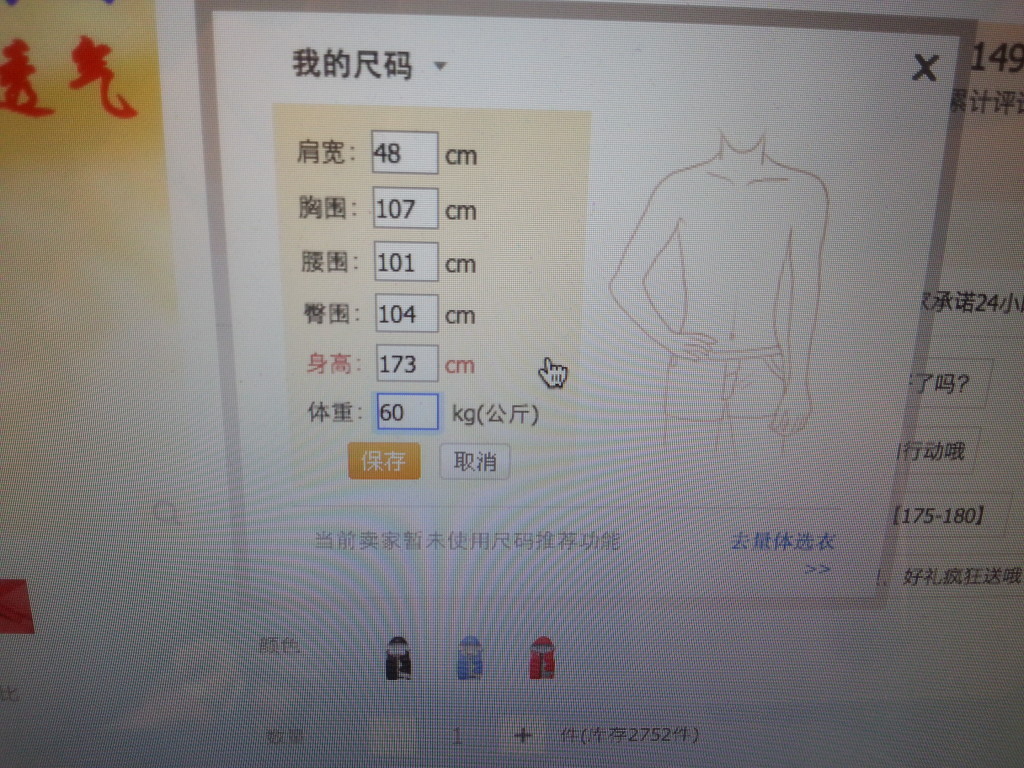 透气
我的尺码
X
149
累计评
肩宽： 48 cm
胸围： 107 cm
腰围： 101 cm
臀围： 104 cm
身高： 173 cm
体重： 60 kg(公斤)
保存 取消
承诺24小
了吗?
行动哦
【175-180】
当前卖家暂未使用尺码推荐功能
去量体选衣
>>
好礼疯狂送哦
颜色
比
数量 1 + 件(库存2752件)